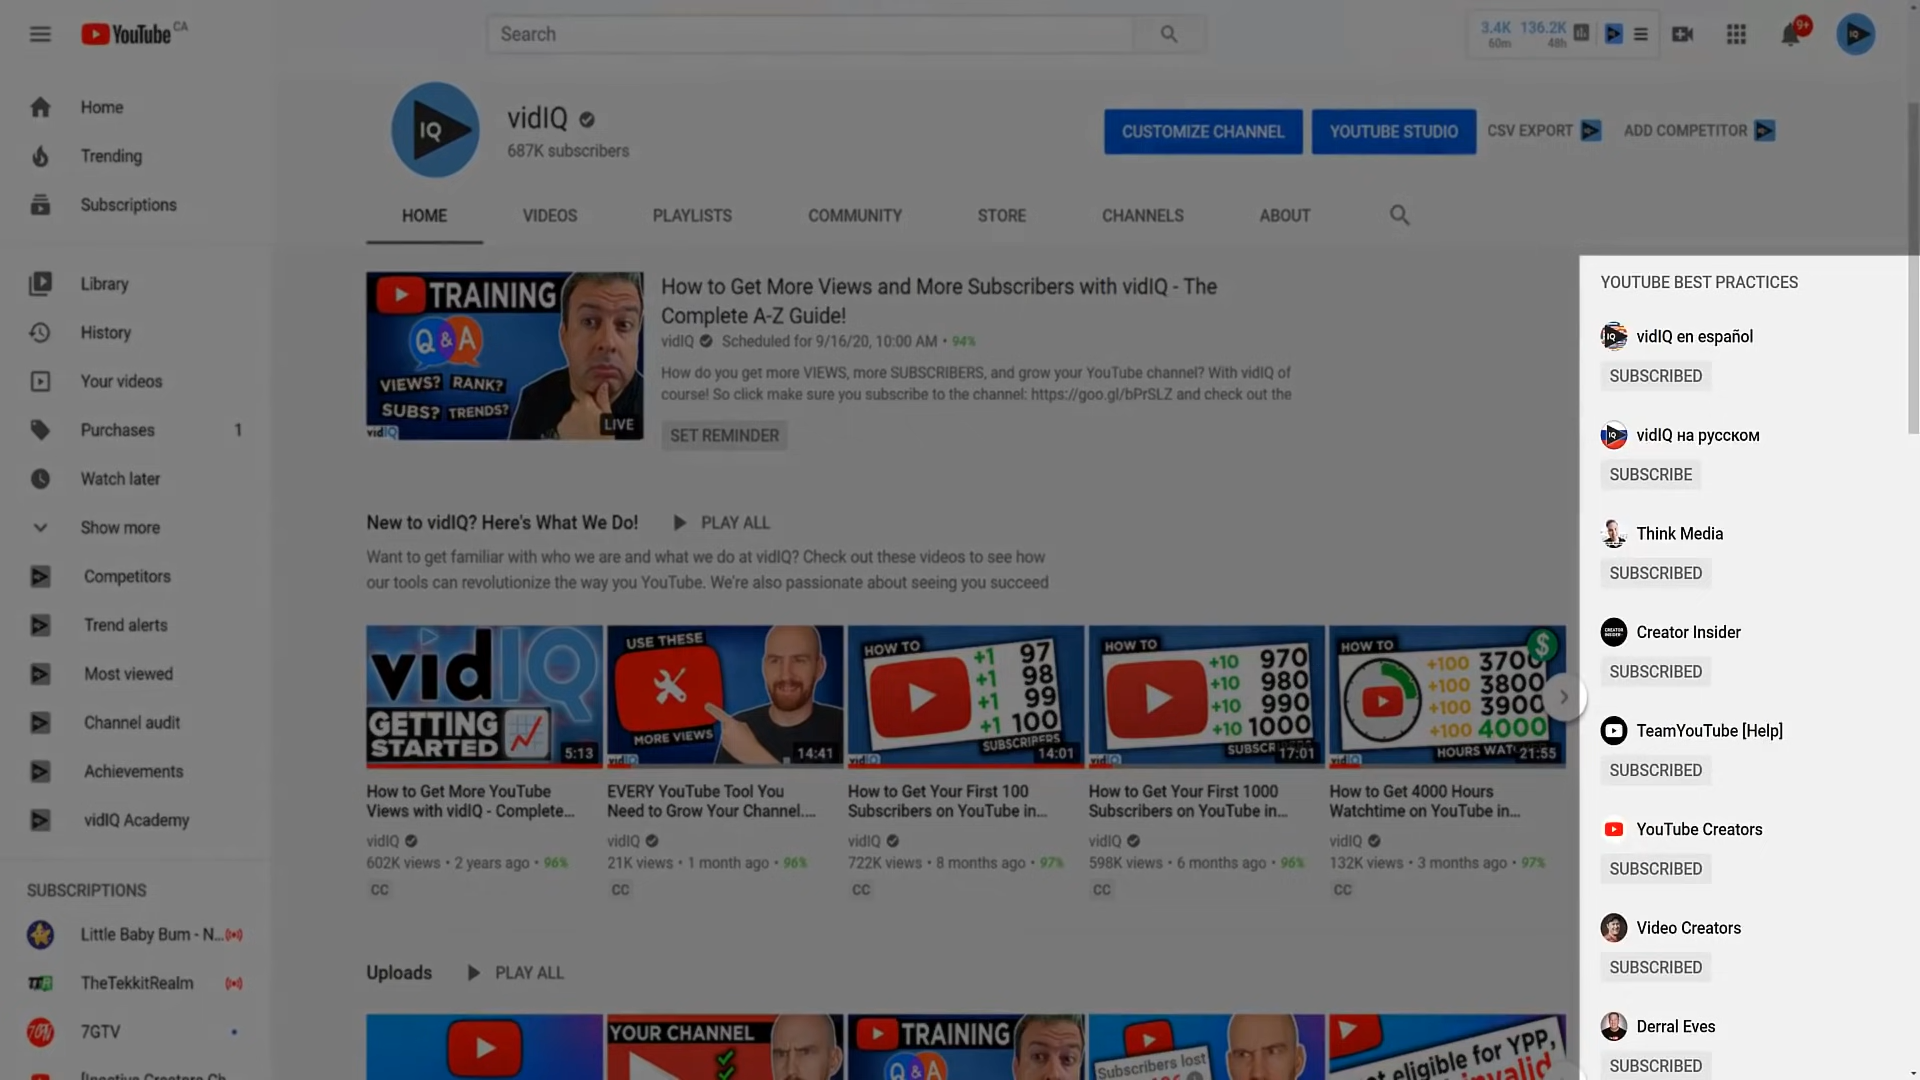 YouTube CA
Search
3.4K 136.2K
60m 48h
9+
Home
Trending
Subscriptions
Library
History
Your videos
Purchases 1
Watch later
Show more
Competitors
Trend alerts
Most viewed
Channel audit
Achievements
vidIQ Academy
SUBSCRIPTIONS
Little Baby Bum - N...
TheTekkitRealm
7GTV
IQ
vidIQ
687K subscribers
CUSTOMIZE CHANNEL
YOUTUBE STUDIO
CSV EXPORT
ADD COMPETITOR
HOME VIDEOS PLAYLISTS COMMUNITY STORE CHANNELS ABOUT
TRAINING
Q & A
VIEWS? RANK?
SUBS? TRENDS?
vidIQ
LIVE
How to Get More Views and More Subscribers with vidIQ - The
Complete A-Z Guide!
vidIQ Scheduled for 9/16/20, 10:00 AM • 94%
How do you get more VIEWS, more SUBSCRIBERS, and grow your YouTube channel? With vidIQ of
course! So click make sure you subscribe to the channel: https://goo.gl/bPrSLZ and check out the
SET REMINDER
New to vidIQ? Here's What We Do!
PLAY ALL
Want to get familiar with who we are and what we do at vidIQ? Check out these videos to see how
our tools can revolutionize the way you YouTube. We're also passionate about seeing you succeed
vidIQ
GETTING
STARTED
5:13
How to Get More YouTube
Views with vidIQ - Complete...
vidIQ
602K views • 2 years ago • 96%
CC
USE THESE
MORE VIEWS
14:41
EVERY YouTube Tool You
Need to Grow Your Channel....
vidIQ
21K views • 1 month ago • 96%
CC
HOW TO
+1 97
+1 98
+1 99
+1 100
SUBSCRIBERS
14:01
How to Get Your First 100
Subscribers on YouTube in...
vidIQ
722K views • 8 months ago • 97%
CC
HOW TO
+10 970
+10 980
+10 990
+10 1000
17:01
How to Get Your First 1000
Subscribers on YouTube in...
vidIQ
598K views • 6 months ago • 96%
CC
HOW TO
+100 3700
+100 3800
+100 3900
+100 4000
$
21:55
How to Get 4000 Hours
Watchtime on YouTube in...
vidIQ
132K views • 3 months ago • 97%
CC
Uploads
PLAY ALL
YOUR CHANNEL
TRAINING
Q & A
Subscribers lost
eligible for YPP,
invalid
YOUTUBE BEST PRACTICES
vidIQ en español
SUBSCRIBED
vidIQ на русском
SUBSCRIBE
Think Media
SUBSCRIBED
Creator Insider
SUBSCRIBED
TeamYouTube [Help]
SUBSCRIBED
YouTube Creators
SUBSCRIBED
Video Creators
SUBSCRIBED
Derral Eves
SUBSCRIBED